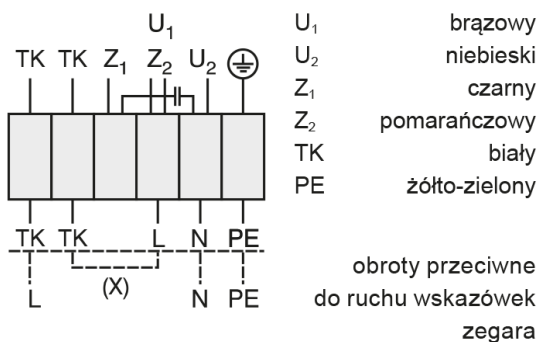 U₁
TK TK Z₁ Z₂ U₂
TK TK L N PE
(X)
L N PE
U₁ brązowy
U₂ niebieski
Z₁ czarny
Z₂ pomarańczowy
TK biały
PE żółto-zielony
obroty przeciwne
do ruchu wskazówek
zegara